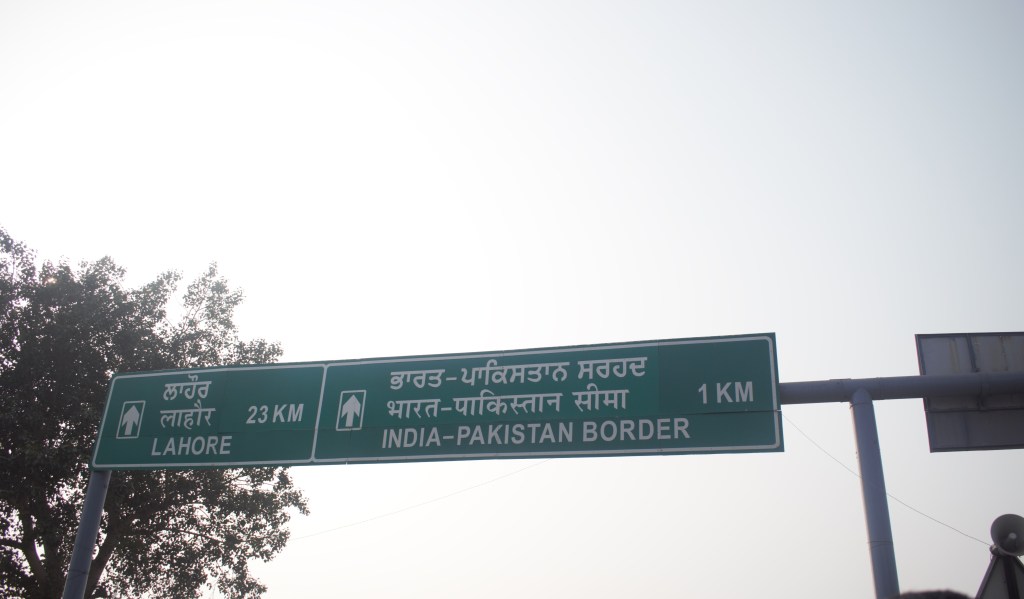 ਲਾਹੌਰ
लाहौर 23 KM
LAHORE
ਭਾਰਤ-ਪਾਕਿਸਤਾਨ ਸਰਹਦ
भारत-पाकिस्तान सीमा 1 KM
INDIA-PAKISTAN BORDER